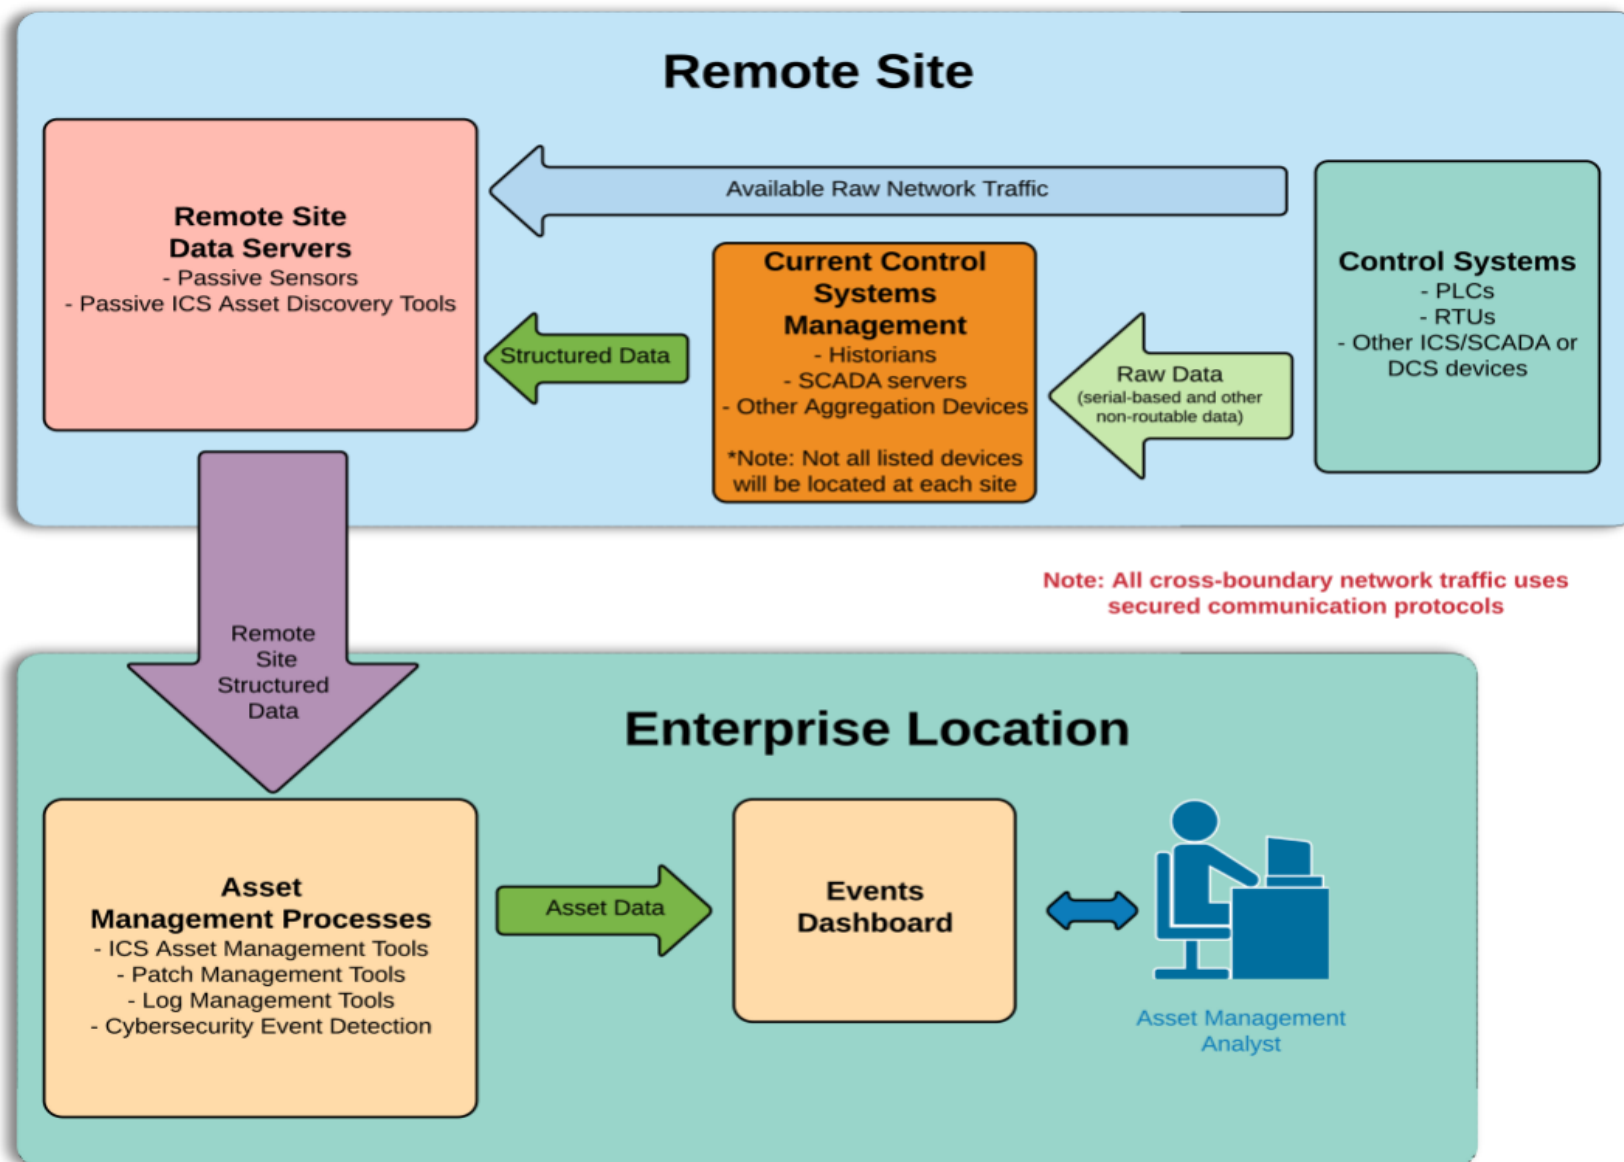 Remote Site
Remote Site
Data Servers
- Passive Sensors
- Passive ICS Asset Discovery Tools
Available Raw Network Traffic
Structured Data
Current Control
Systems
Management
- Historians
- SCADA servers
- Other Aggregation Devices
*Note: Not all listed devices
will be located at each site
Raw Data
(serial-based and other
non-routable data)
Control Systems
- PLCs
- RTUs
- Other ICS/SCADA or
DCS devices
Note: All cross-boundary network traffic uses
secured communication protocols
Remote
Site
Structured
Data
Enterprise Location
Asset
Management Processes
- ICS Asset Management Tools
- Patch Management Tools
- Log Management Tools
- Cybersecurity Event Detection
Asset Data
Events
Dashboard
Asset Management
Analyst